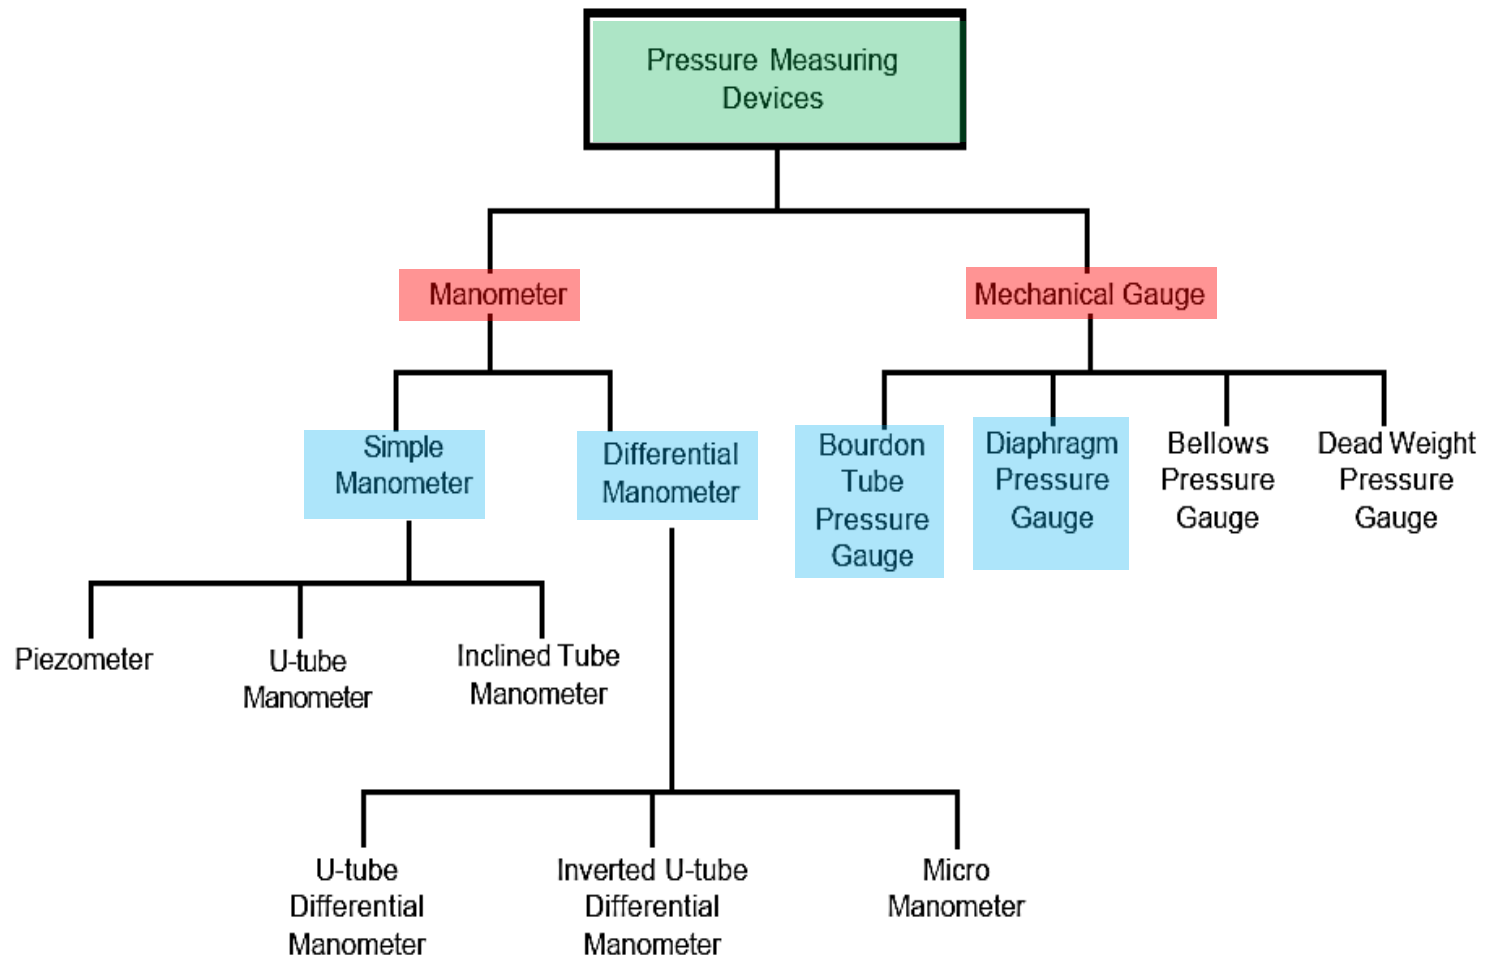 Pressure Measuring
Devices
Manometer
Mechanical Gauge
Simple
Manometer
Differential
Manometer
Bourdon
Tube
Pressure
Gauge
Diaphragm
Pressure
Gauge
Bellows
Pressure
Gauge
Dead Weight
Pressure
Gauge
Piezometer
U-tube
Manometer
Inclined Tube
Manometer
U-tube
Differential
Manometer
Inverted U-tube
Differential
Manometer
Micro
Manometer